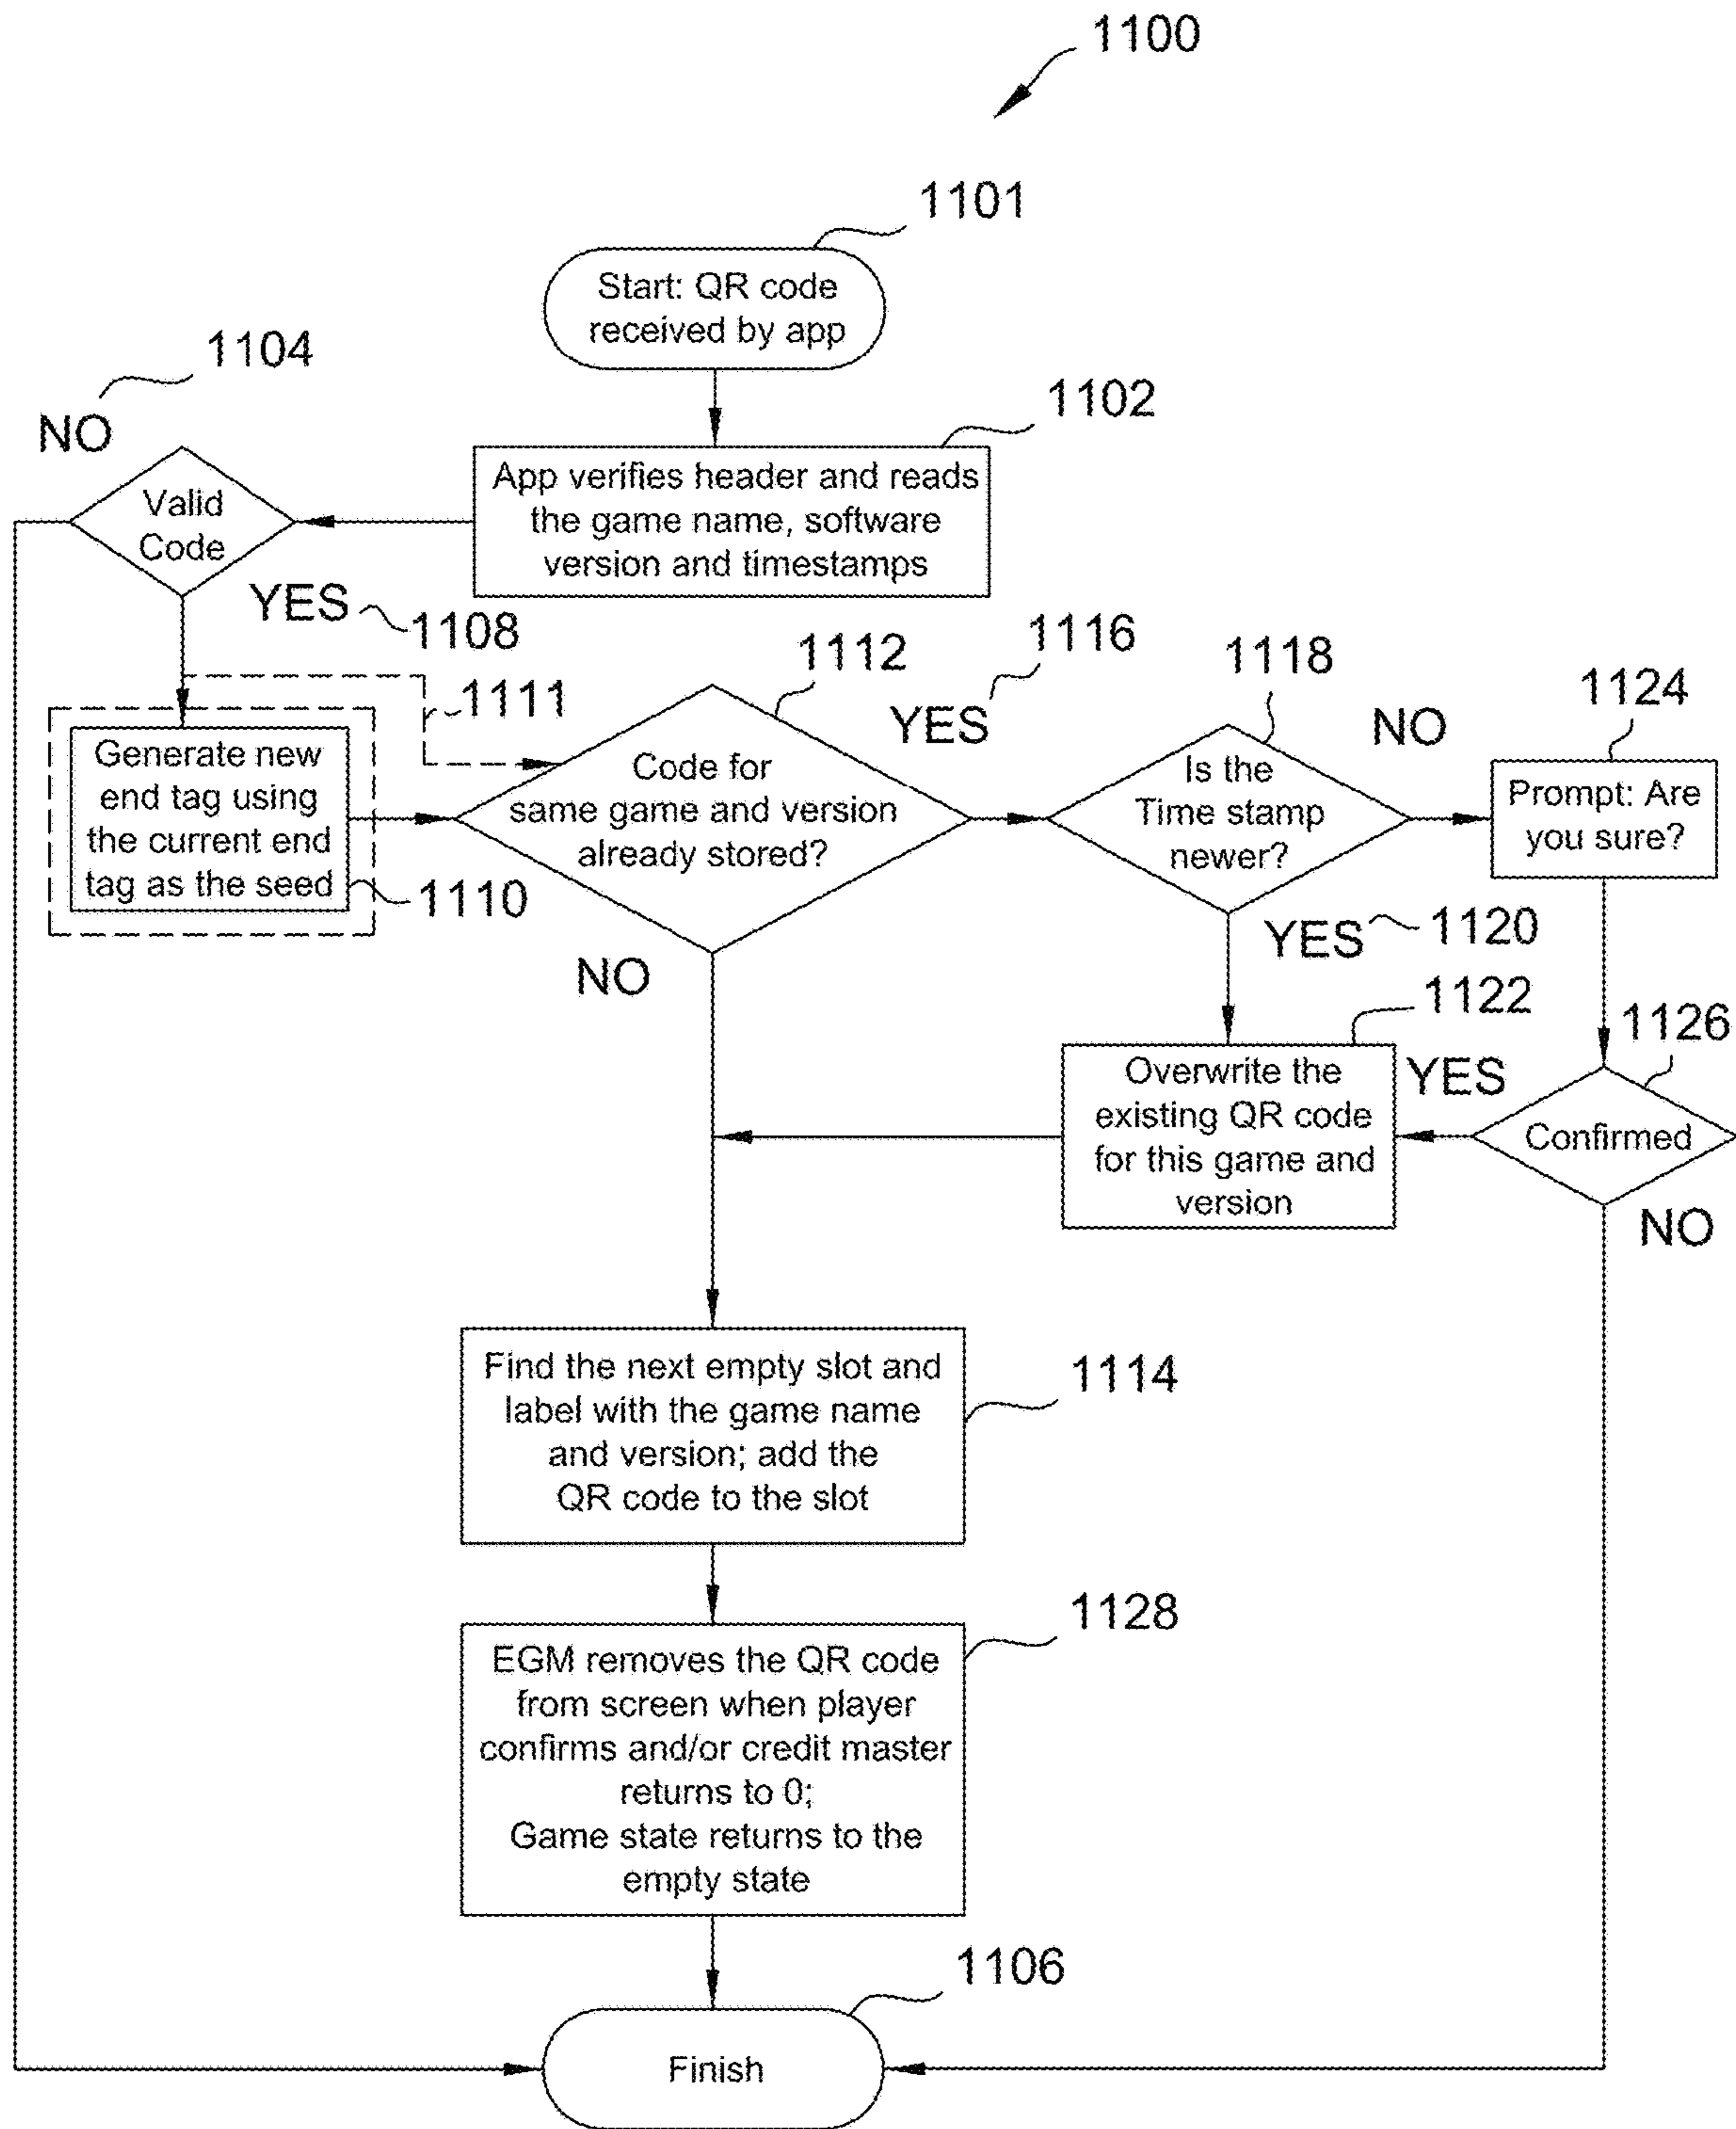 1100
1101
Start: QR code
received by app
1104
NO
1102
App verifies header and reads
the game name, software
version and timestamps
Valid
Code
YES
1108
1111
1112
1116
YES
1118
NO
1124
Generate new
end tag using
the current end
tag as the seed
1110
Code for
same game and version
already stored?
Is the
Time stamp
newer?
Prompt: Are
you sure?
NO
YES
1120
1122
1126
YES
Overwrite the
existing QR code
for this game and
version
Confirmed
NO
Find the next empty slot and
label with the game name
and version; add the
QR code to the slot
1114
1128
EGM removes the QR code
from screen when player
confirms and/or credit master
returns to 0;
Game state returns to the
empty state
1106
Finish